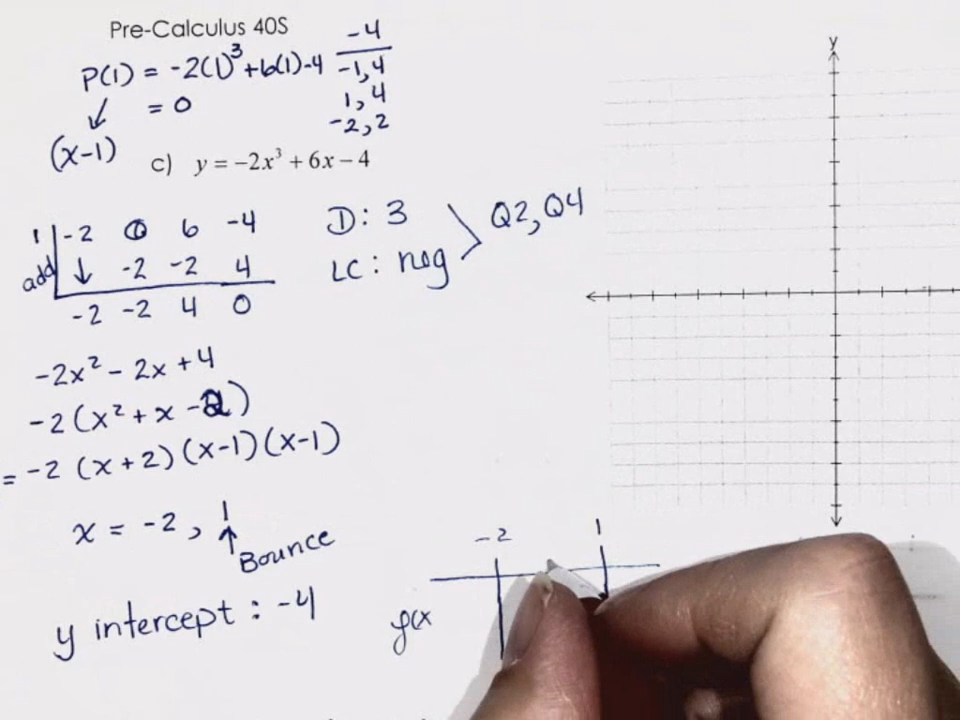 Pre-Calculus 40S
P(1) = -2(1)³ + 6(1) - 4
= 0
(x-1)
-4
-1, 4
1, 4
-2, 2
c) y = -2x³ + 6x - 4
1 -2 0 6 -4
add ↓ -2 -2 4
-2 -2 4 0
D: 3
LC: neg
Q2, Q4
-2x² - 2x + 4
-2(x² + x - 2)
= -2 (x+2)(x-1)(x-1)
x = -2, 1
↑ Bounce
y intercept : -4
y
-2 1
f(x